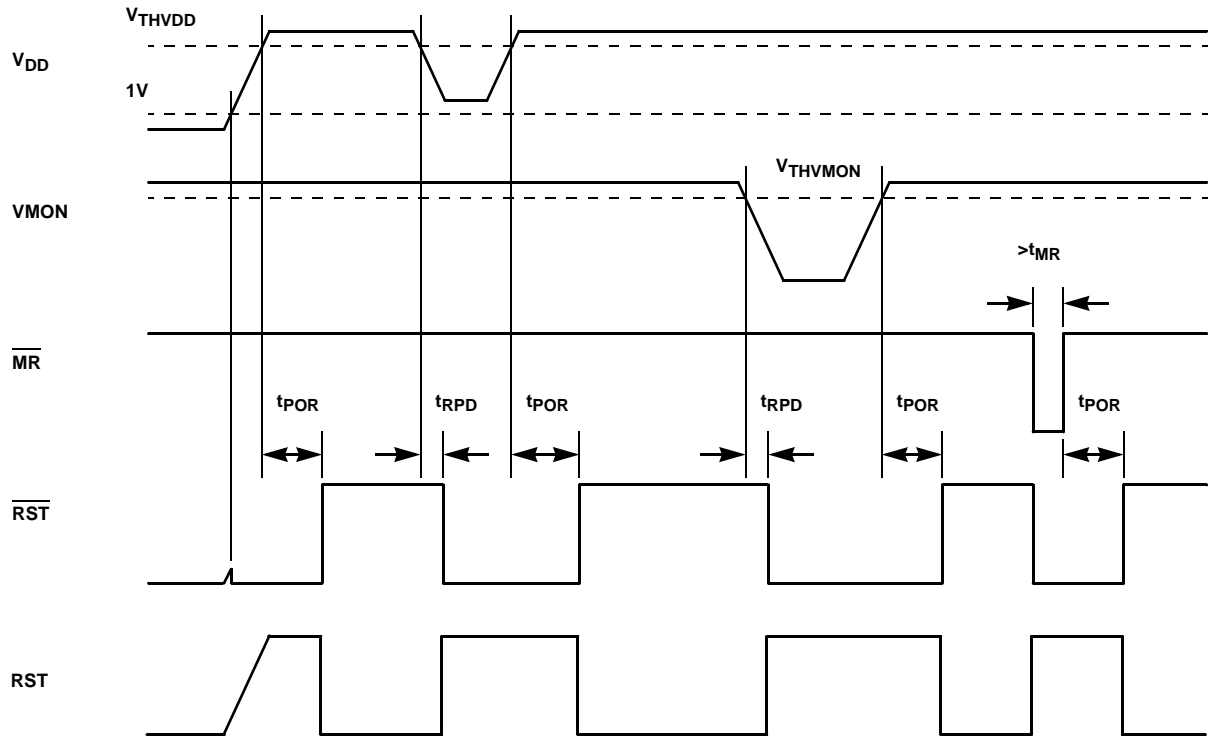 VTHVDD
VDD
1V
VTHVMON
VMON
>tMR
MR
tPOR tRPD tPOR tRPD tPOR tPOR
RST
RST